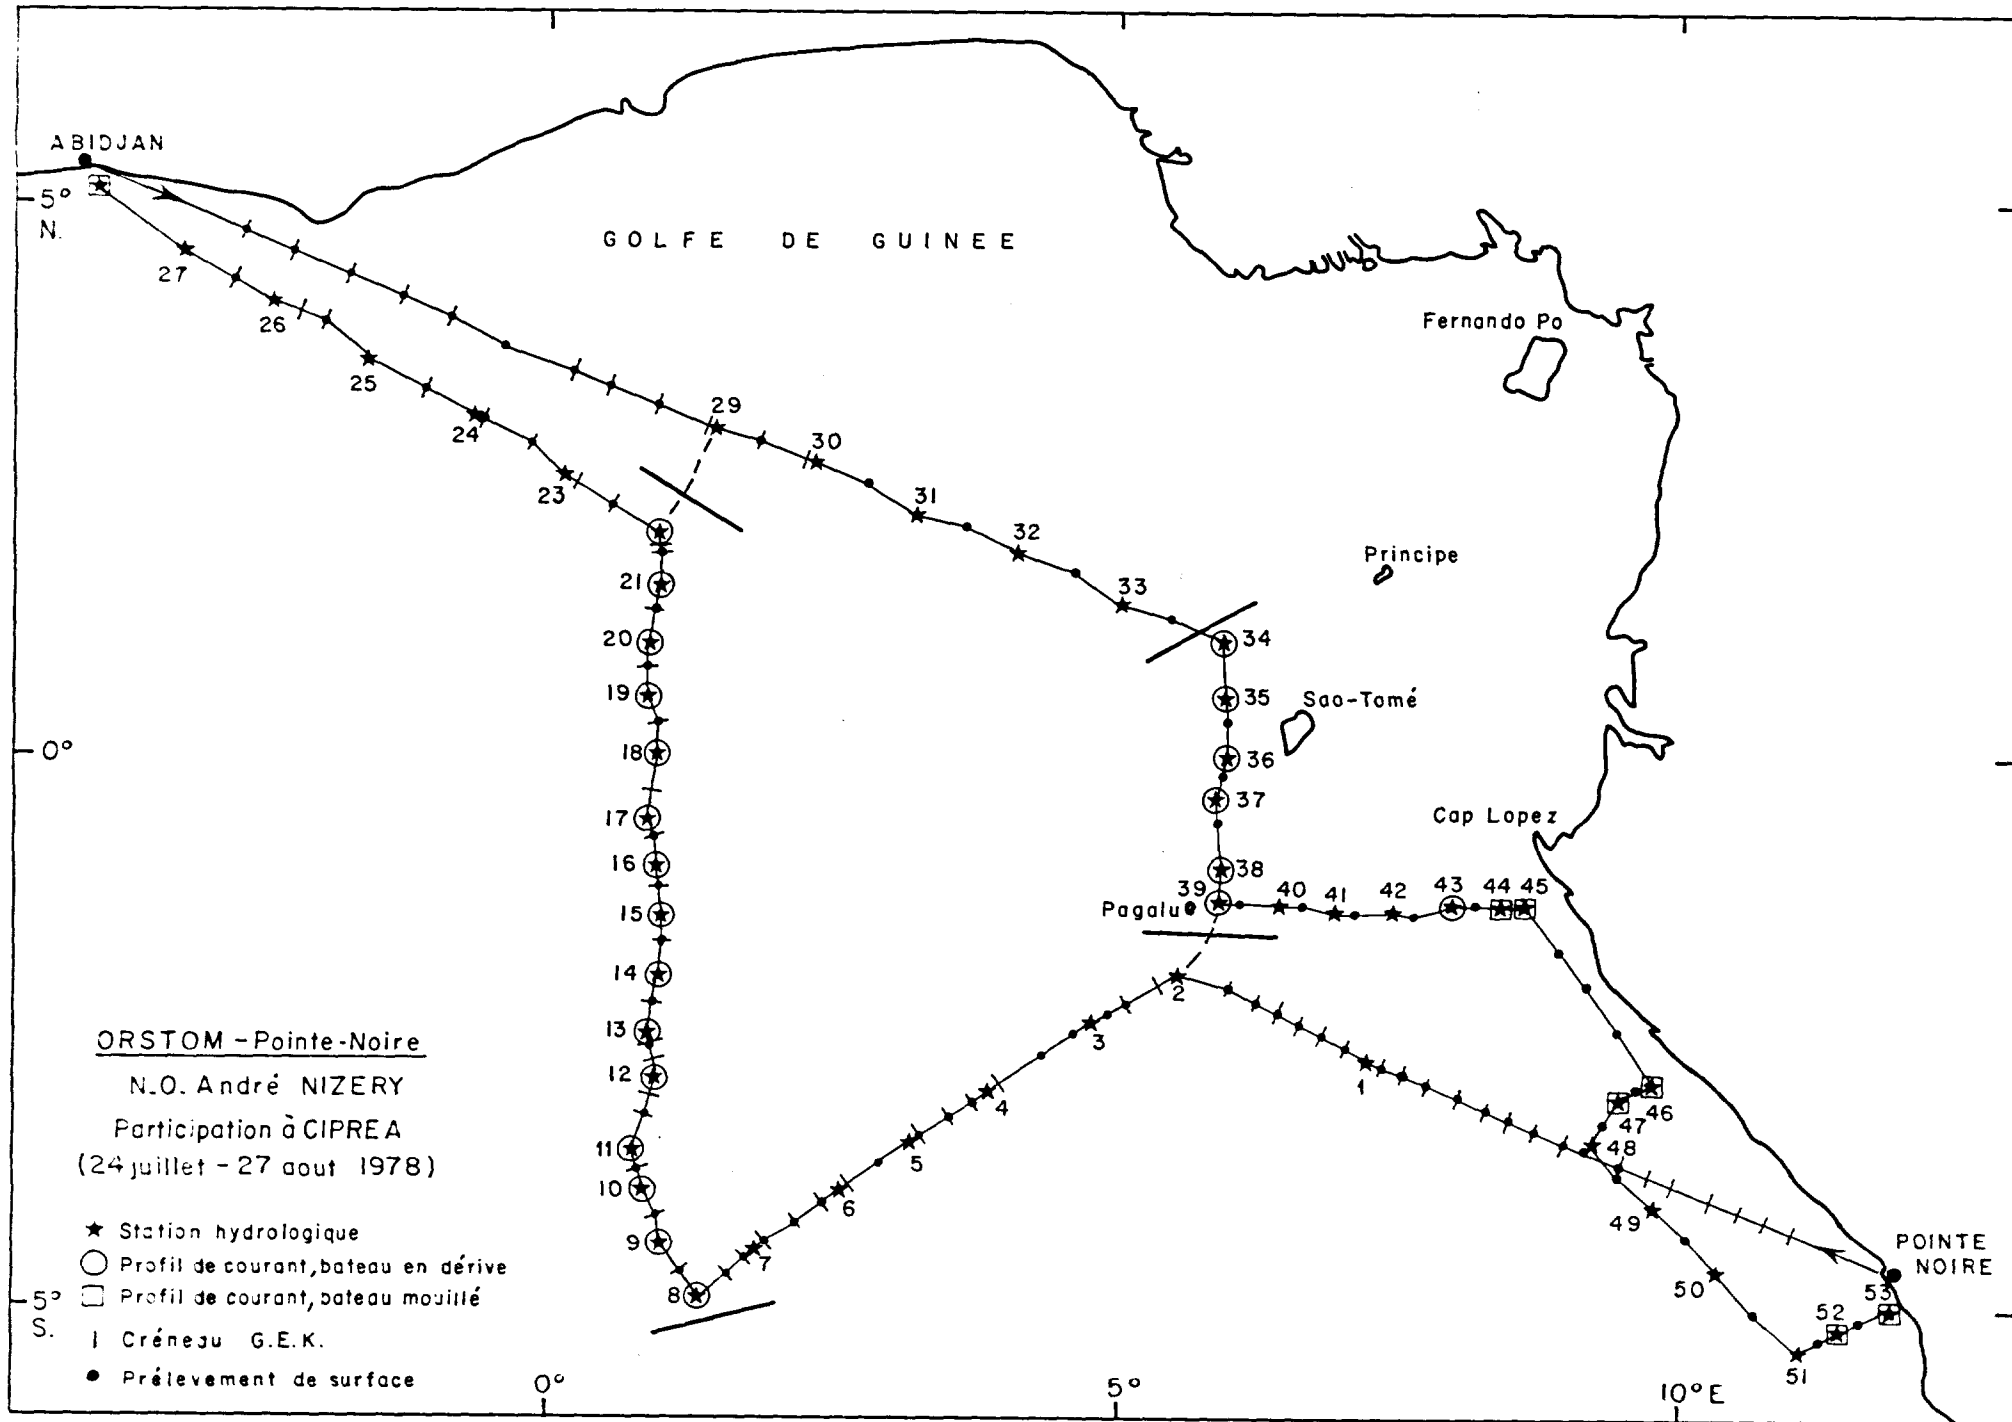 ABIDJAN
5°
N.
GOLFE DE GUINEE
27
26
25
24
23
29
30
31
32
33
Fernando Po
Principe
21
20
19
18
17
16
15
14
13
12
11
10
9
8
34
35
36
37
38
39
Sao-Tomé
0°
Cap Lopez
Pagalu
40
41
42
43
44
45
2
3
1
4
5
6
7
46
47
48
49
50
51
52
53
POINTE
NOIRE
ORSTOM - Pointe-Noire
N.O. André NIZERY
Participation à CIPREA
(24 juillet - 27 aout 1978)
Station hydrologique
Profil de courant, bateau en dérive
Profil de courant, bateau mouillé
Créneau G.E.K.
Prélevement de surface
5°
S.
0°
5°
10° E